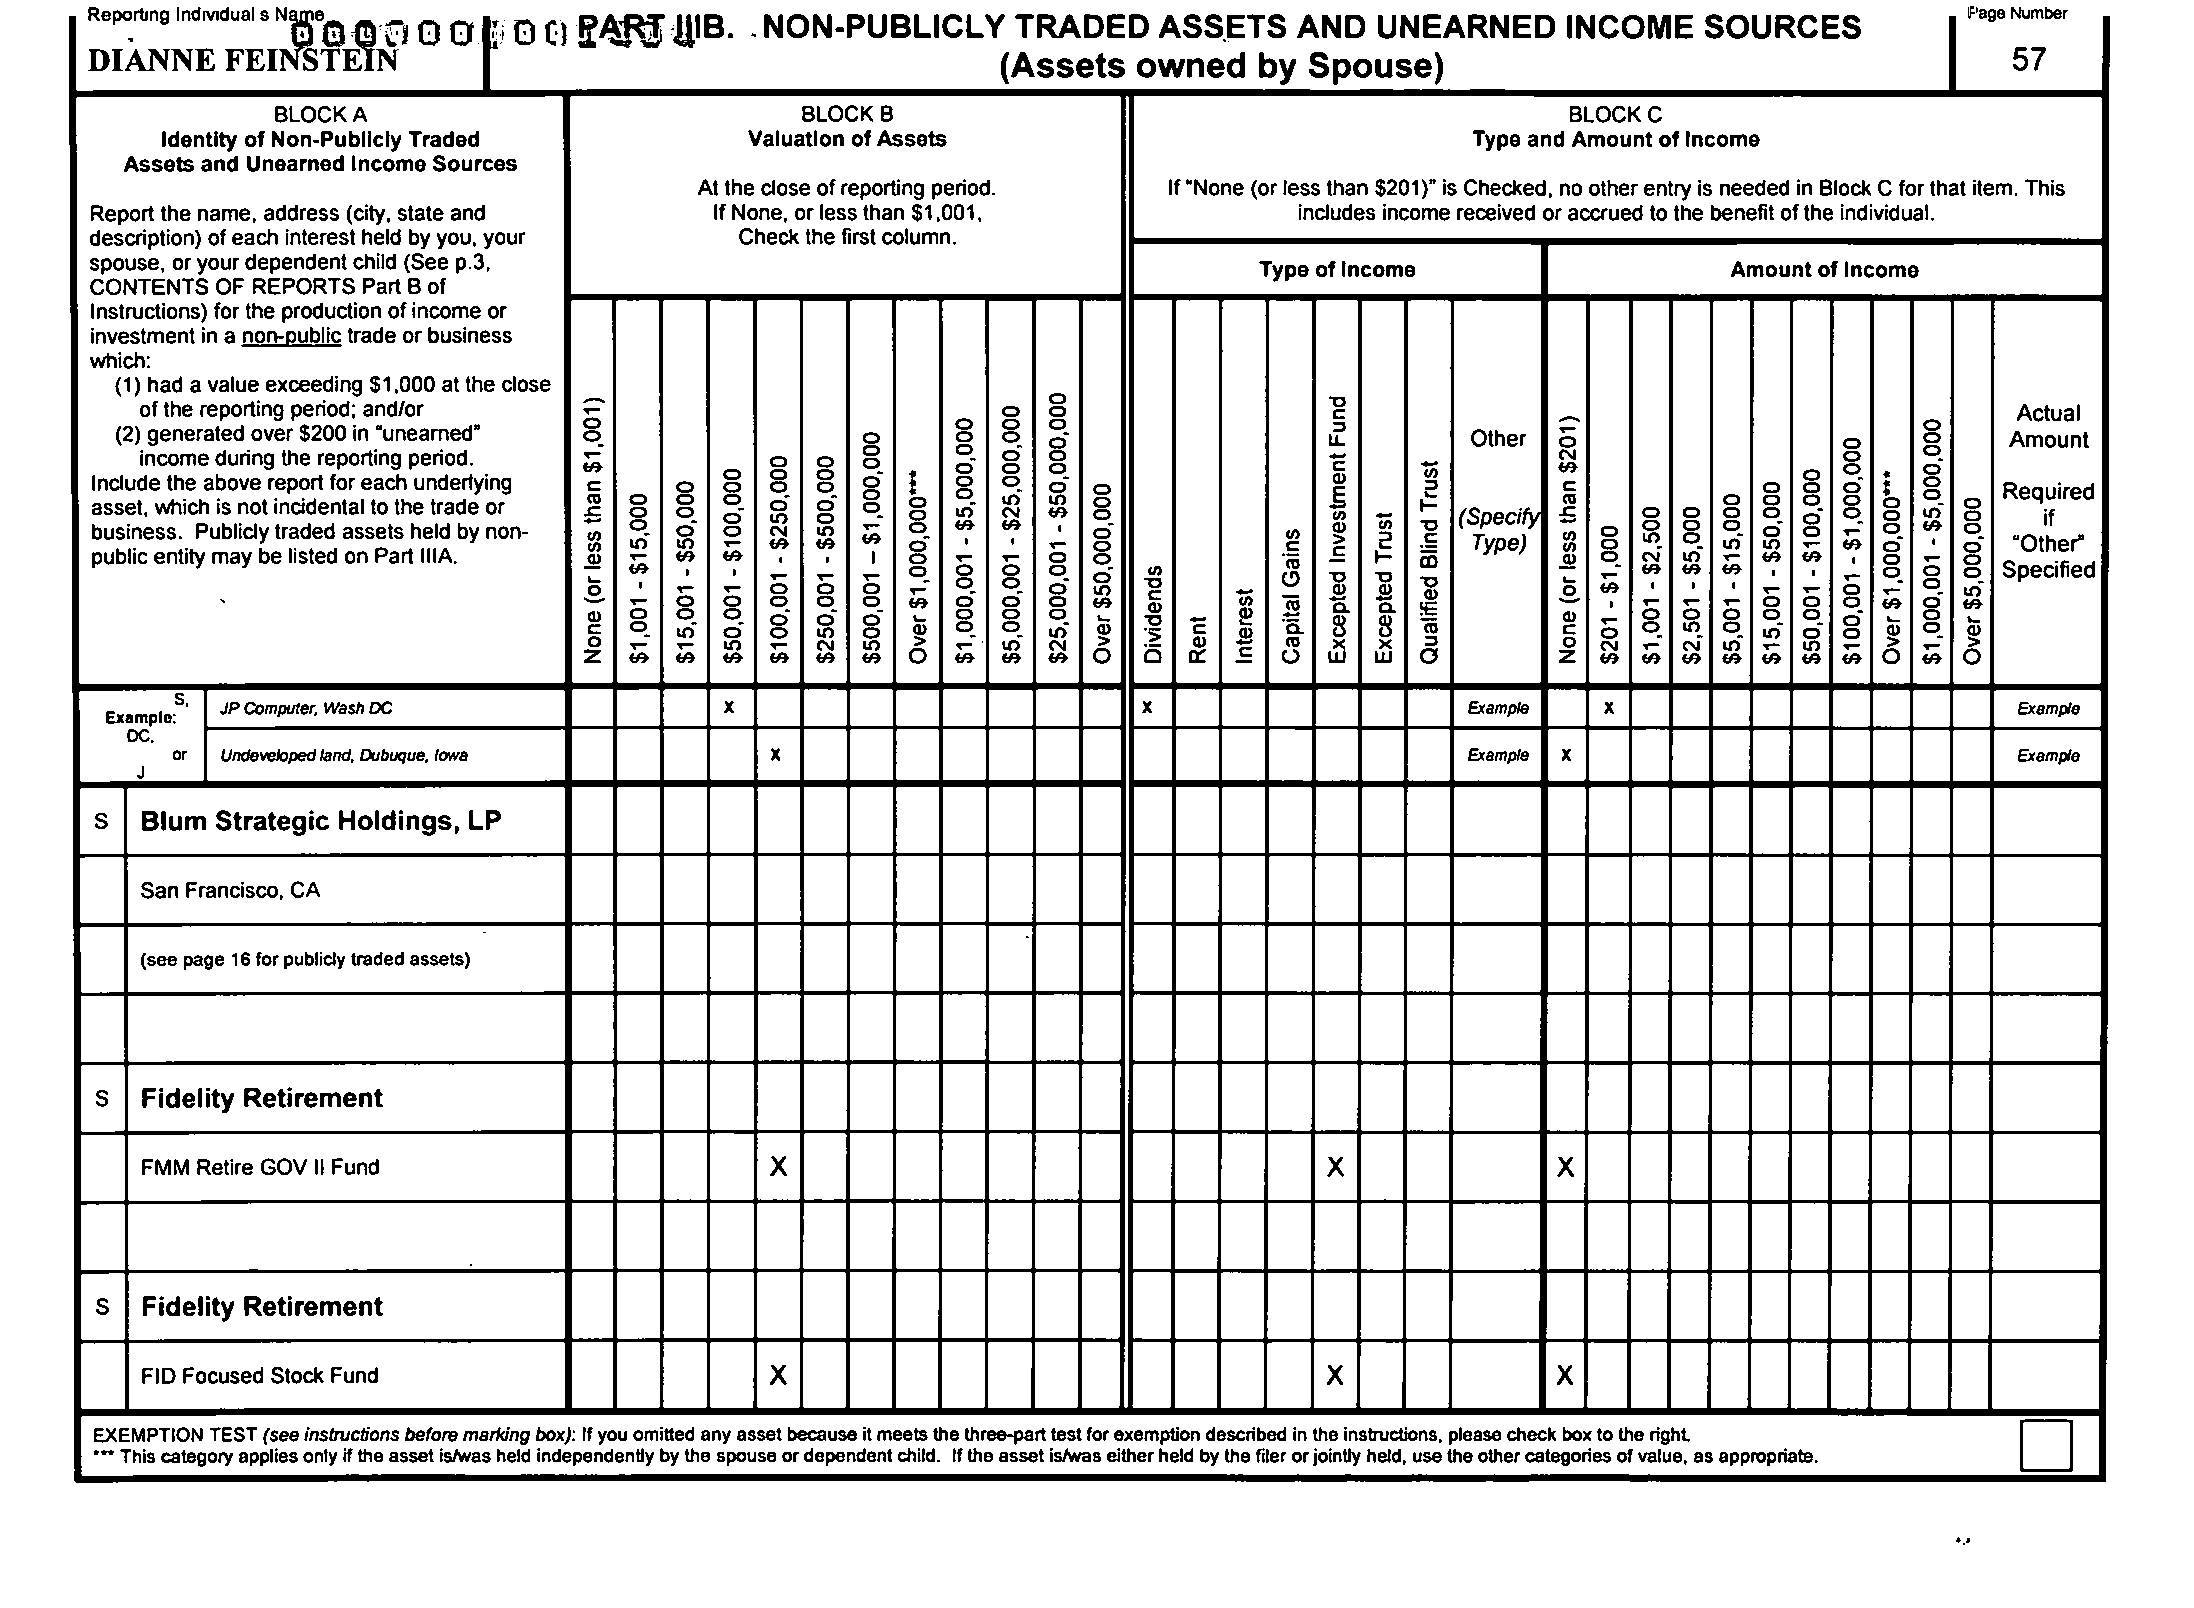 Reporting Individual s Name
DIANNE FEINSTEIN
PART IIIB. NON-PUBLICLY TRADED ASSETS AND UNEARNED INCOME SOURCES
(Assets owned by Spouse)
Page Number
57
BLOCK A
Identity of Non-Publicly Traded
Assets and Unearned Income Sources
Report the name, address (city, state and
description) of each interest held by you, your
spouse, or your dependent child (See p.3,
CONTENTS OF REPORTS Part B of
Instructions) for the production of income or
investment in a non-public trade or business
which:
(1) had a value exceeding $1,000 at the close
of the reporting period; and/or
(2) generated over $200 in "unearned"
income during the reporting period.
Include the above report for each underlying
asset, which is not incidental to the trade or
business. Publicly traded assets held by non-
public entity may be listed on Part IIIA.
BLOCK B
Valuation of Assets
At the close of reporting period.
If None, or less than $1,001,
Check the first column.
None (or less than $1,001)
$1,001 - $15,000
$15,001 - $50,000
$50,001 - $100,000
$100,001 - $250,000
$250,001 - $500,000
$500,001 – $1,000,000
Over $1,000,000***
$1,000,001 - $5,000,000
$5,000,001 - $25,000,000
$25,000,001 - $50,000,000
Over $50,000,000
BLOCK C
Type and Amount of Income
If "None (or less than $201)" is Checked, no other entry is needed in Block C for that item. This
includes income received or accrued to the benefit of the individual.
Type of Income
Dividends
Rent
Interest
Capital Gains
Excepted Investment Fund
Excepted Trust
Qualified Blind Trust
Other
(Specify
Type)
Amount of Income
None (or less than $201)
$201 - $1,000
$1,001 - $2,500
$2,501 - $5,000
$5,001 - $15,000
$15,001 - $50,000
$50,001 - $100,000
$100,001 - $1,000,000
Over $1,000,000***
$1,000,001 - $5,000,000
Over $5,000,000
Actual
Amount
Required
if
"Other"
Specified
S,
Example:
DC,
or
J
JP Computer, Wash DC X X Example X Example
Undeveloped land, Dubuque, Iowa X Example X Example
S Blum Strategic Holdings, LP
San Francisco, CA
(see page 16 for publicly traded assets)
S Fidelity Retirement
FMM Retire GOV II Fund X X X
S Fidelity Retirement
FID Focused Stock Fund X X X
EXEMPTION TEST (see instructions before marking box): If you omitted any asset because it meets the three-part test for exemption described in the instructions, please check box to the right.
*** This category applies only if the asset is/was held independently by the spouse or dependent child. If the asset is/was either held by the filer or jointly held, use the other categories of value, as appropriate.